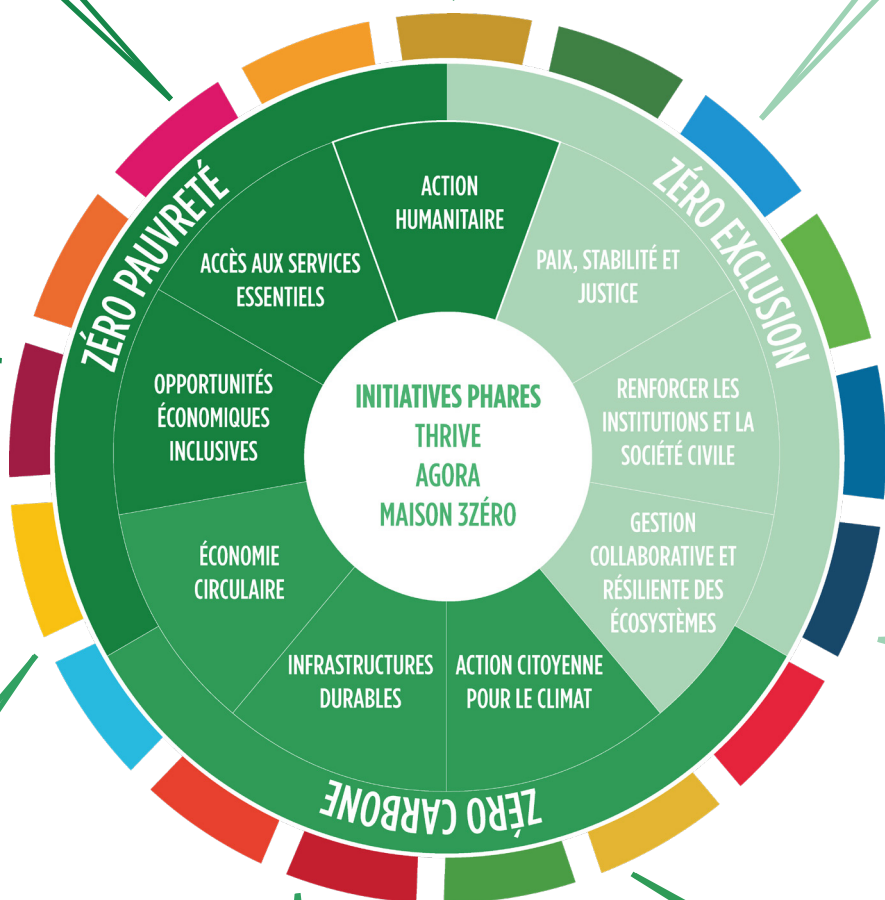 ZÉRO PAUVRETÉ
ZÉRO EXCLUSION
ACTION
HUMANITAIRE
ACCÈS AUX SERVICES
ESSENTIELS
PAIX, STABILITÉ ET
JUSTICE
OPPORTUNITÉS
ÉCONOMIQUES
INCLUSIVES
INITIATIVES PHARES
THRIVE
AGORA
MAISON 3ZÉRO
RENFORCER LES
INSTITUTIONS ET LA
SOCIÉTÉ CIVILE
ÉCONOMIE
CIRCULAIRE
GESTION
COLLABORATIVE ET
RÉSILIENTE DES
ÉCOSYSTÈMES
INFRASTRUCTURES
DURABLES
ACTION CITOYENNE
POUR LE CLIMAT
ZÉRO CARBONE